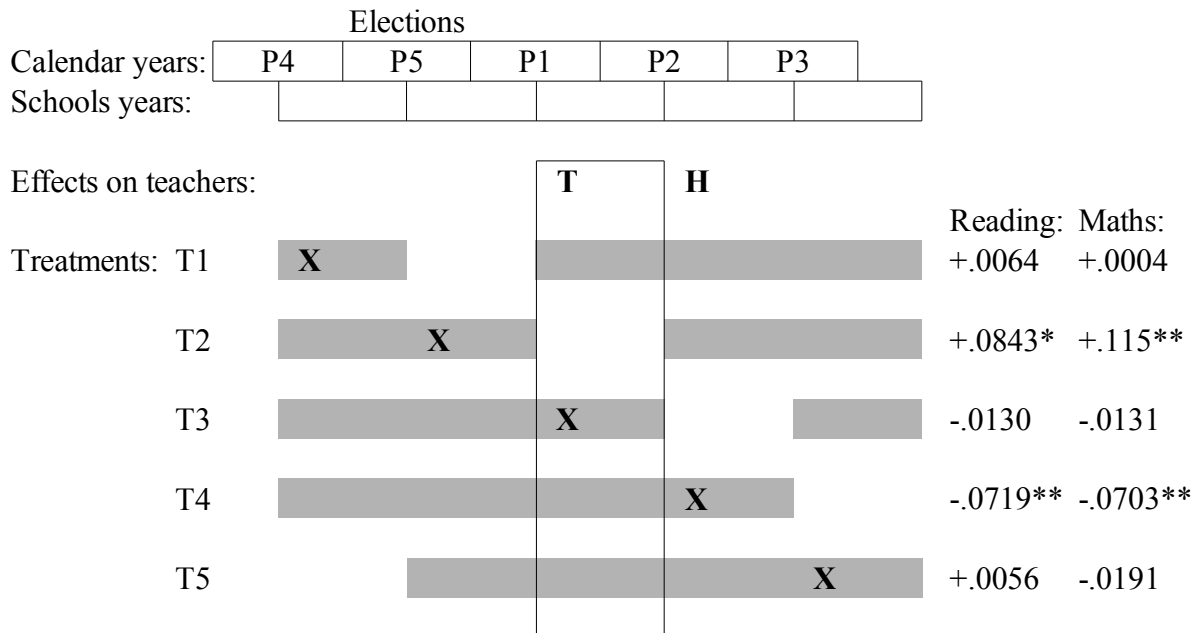 Elections
Calendar years: P4 P5 P1 P2 P3
Schools years:
Effects on teachers: T H
Reading: Maths:
Treatments: T1 X +.0064 +.0004
T2 X +.0843* +.115**
T3 X -.0130 -.0131
T4 X -.0719** -.0703**
T5 X +.0056 -.0191